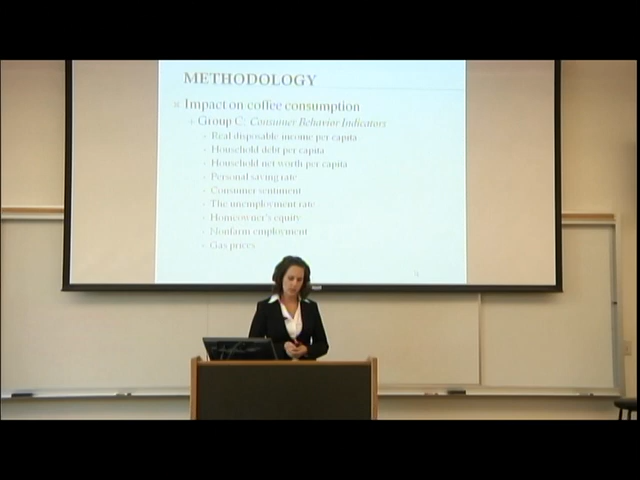 METHODOLOGY
Impact on coffee consumption
Group C: Consumer Behavior Indicators
Real disposable income per capita
Household debt per capita
Household net worth per capita
Personal saving rate
Consumer sentiment
The unemployment rate
Homeowner's equity
Nonfarm employment
Gas prices